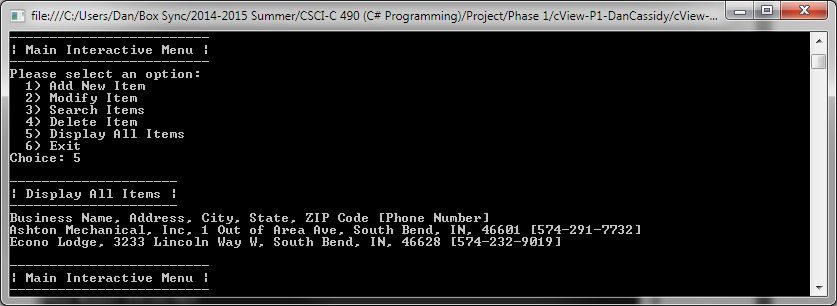 file:///C:/Users/Dan/Box Sync/2014-2015 Summer/CSCI-C 490 (C# Programming)/Project/Phase 1/cView-P1-DanCassidy/cView-...
-------------------------
| Main Interactive Menu |
-------------------------
Please select an option:
  1) Add New Item
  2) Modify Item
  3) Search Items
  4) Delete Item
  5) Display All Items
  6) Exit
Choice: 5
---------------------
| Display All Items |
---------------------
Business Name, Address, City, State, ZIP Code [Phone Number]
Ashton Mechanical, Inc, 1 Out of Area Ave, South Bend, IN, 46601 [574-291-7732]
Econo Lodge, 3233 Lincoln Way W, South Bend, IN, 46628 [574-232-9019]
-------------------------
| Main Interactive Menu |
-------------------------